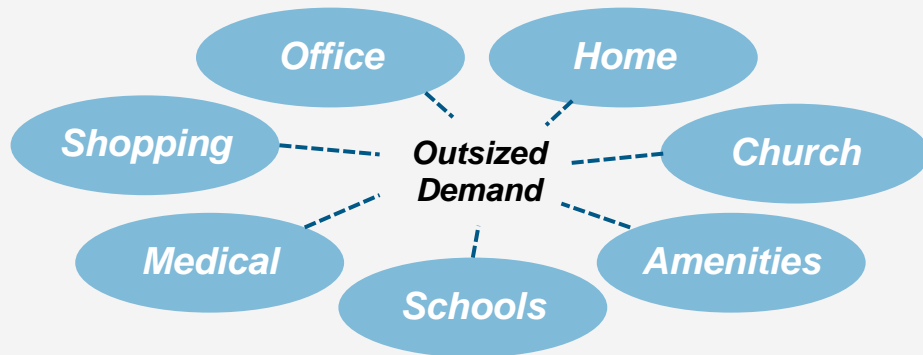 Office
Home
Shopping
Outsized
Demand
Church
Medical
Amenities
Schools